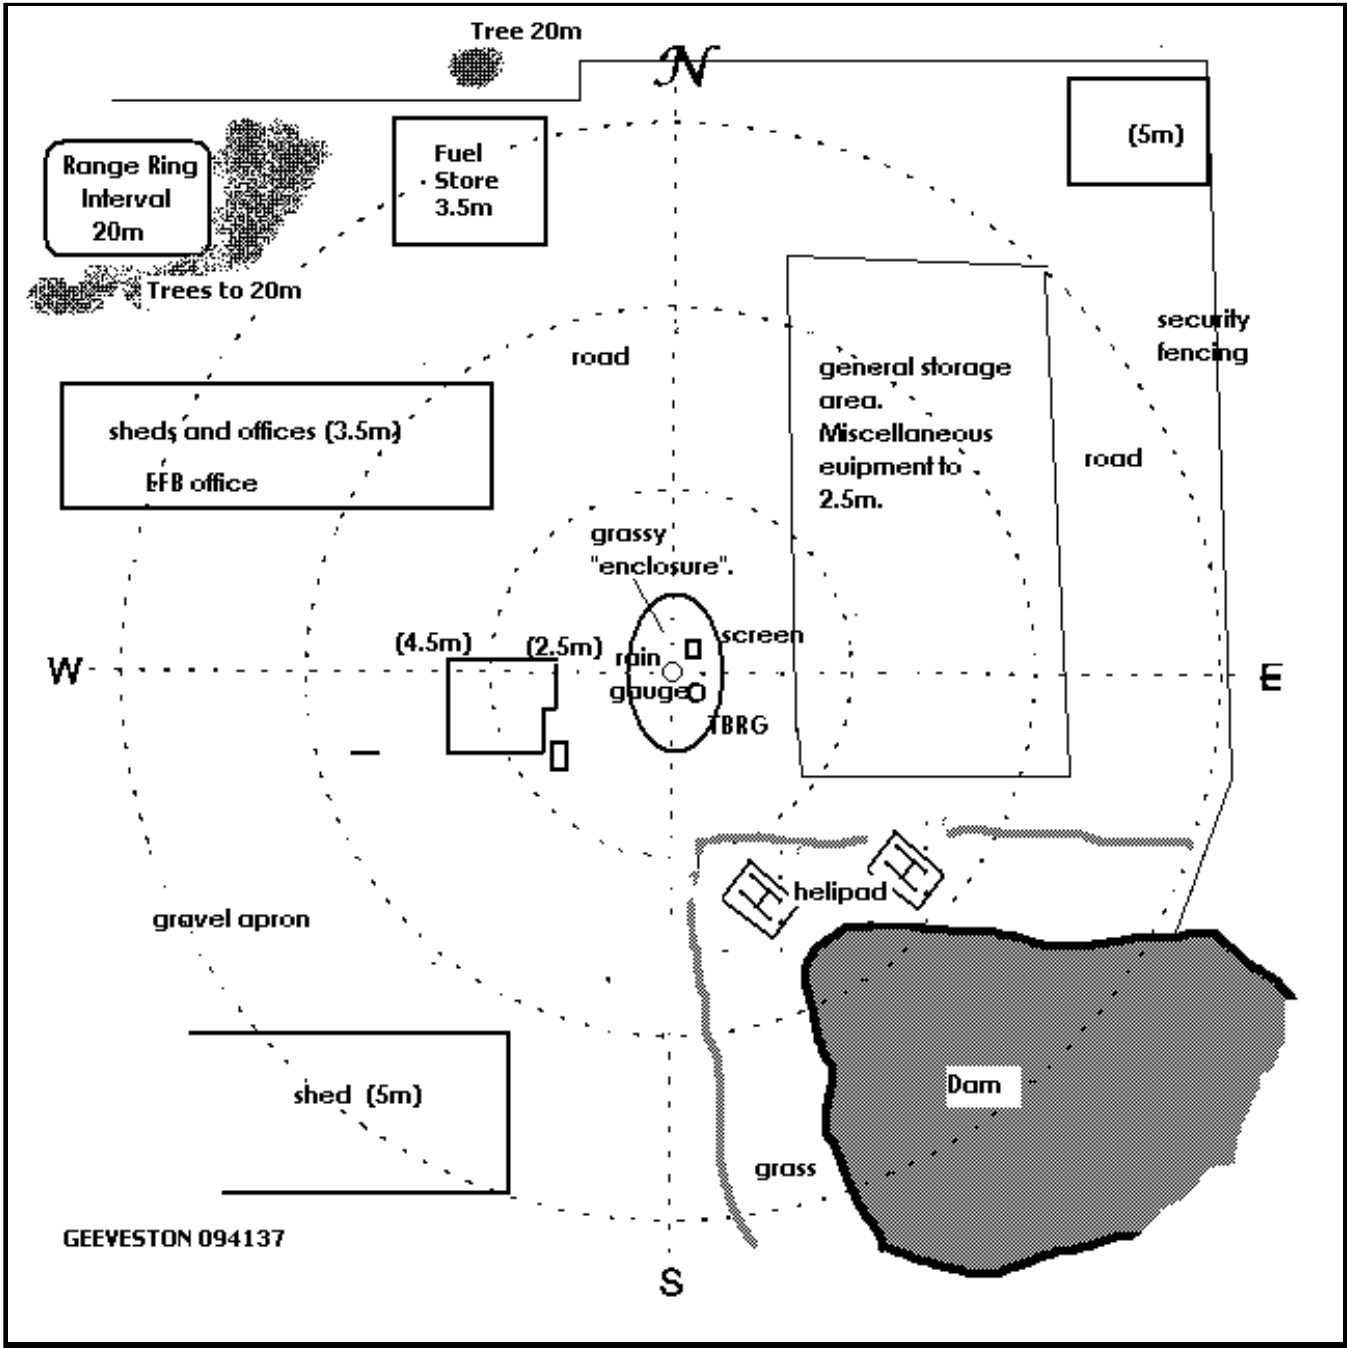 Tree 20m
N
(5m)
Range Ring
Interval
20m
Fuel
Store
3.5m
Trees to 20m
security
fencing
road
general storage
area.
Miscellaneous
euipment to
2.5m.
road
sheds and offices (3.5m)
EFB office
grassy
"enclosure".
(4.5m)
(2.5m)
screen
rain
gauge
TBRG
W
E
helipad
H
H
gravel apron
Dam
shed (5m)
grass
GEEVESTON 094137
S